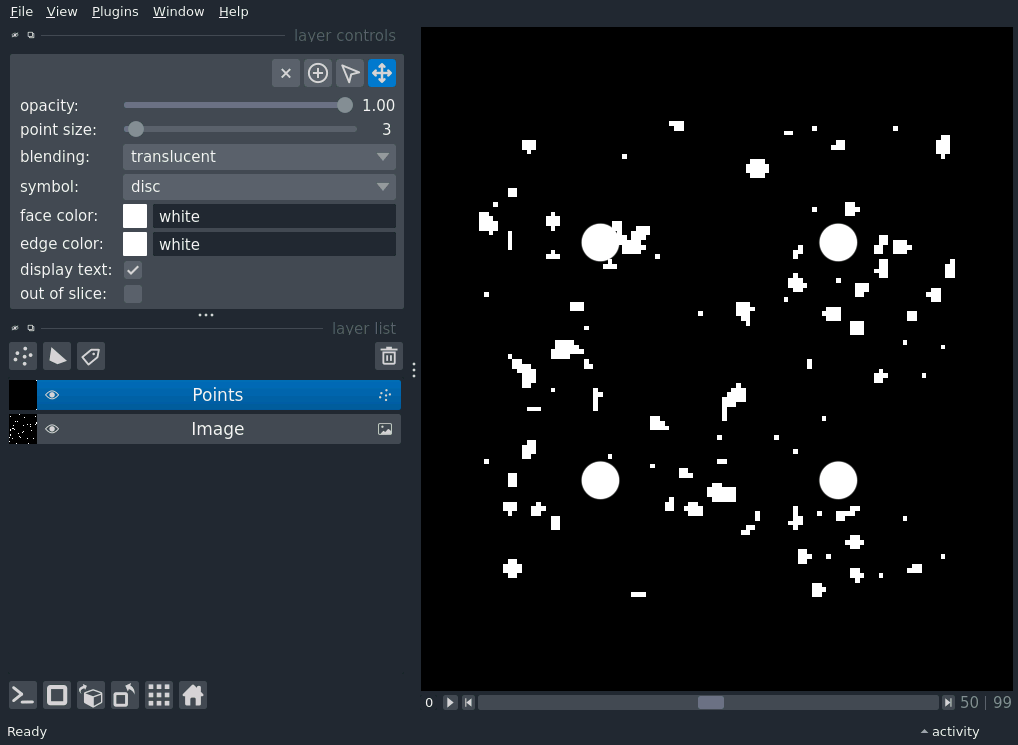 File View Plugins Window Help
layer controls
opacity: 1.00
point size: 3
blending: translucent
symbol: disc
face color: white
edge color: white
display text:
out of slice:
layer list
Points
Image
0 50 | 99
Ready activity